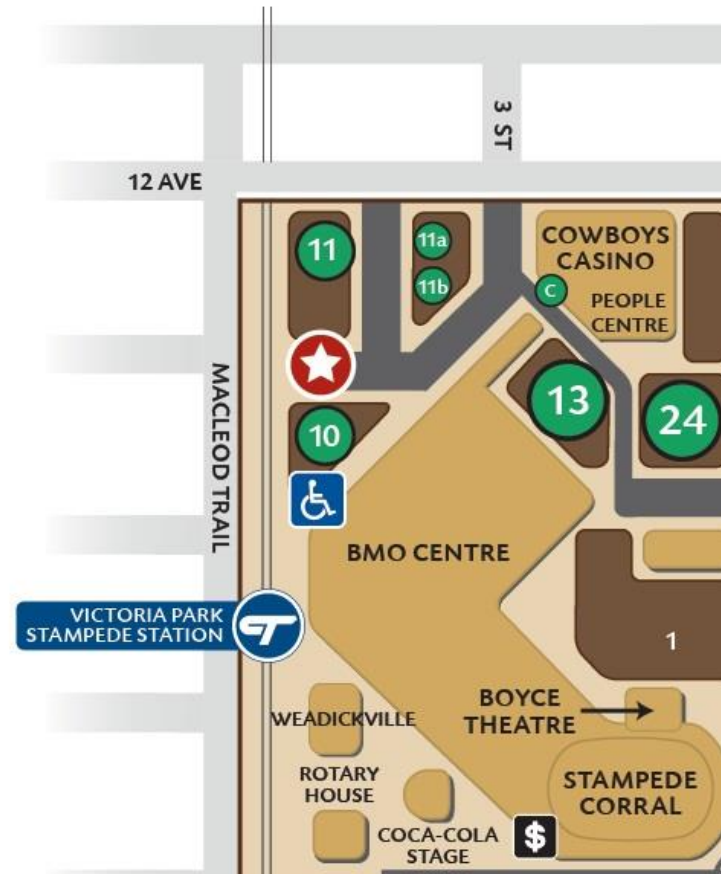 3 ST
12 AVE
11
11a
11b
COWBOYS
CASINO
C
PEOPLE
CENTRE
MACLEOD TRAIL
13
24
10
BMO CENTRE
VICTORIA PARK
STAMPEDE STATION
1
WEADICKVILLE
BOYCE
THEATRE
ROTARY
HOUSE
STAMPEDE
CORRAL
COCA-COLA
STAGE
$